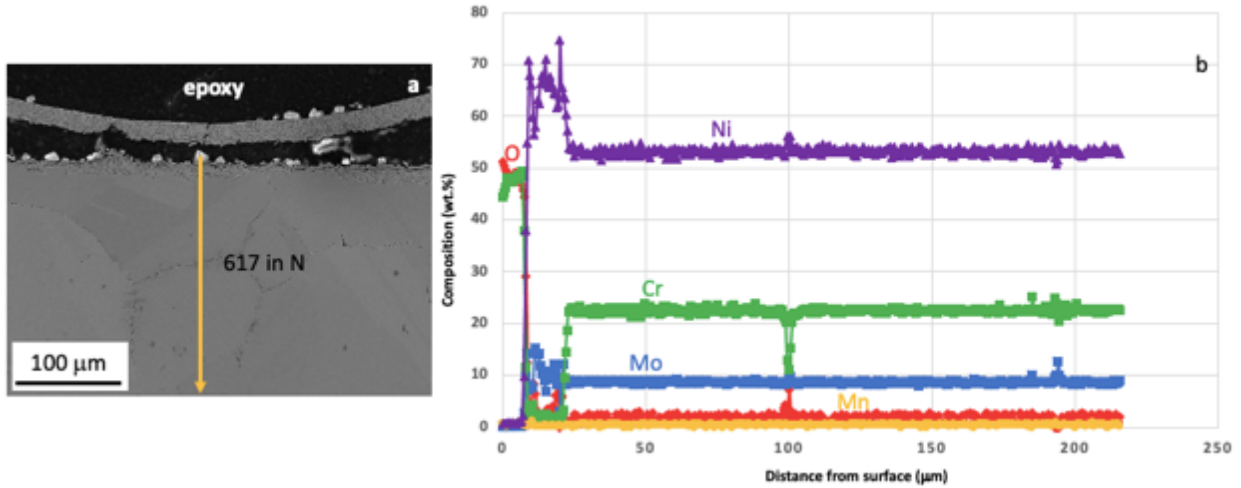 epoxy
a
617 in N
100 μm
b
Composition (wt.%)
80
70
60
50
40
30
20
10
0
O
Ni
Cr
Mo
Mn
0
50
100
150
200
250
Distance from surface (μm)